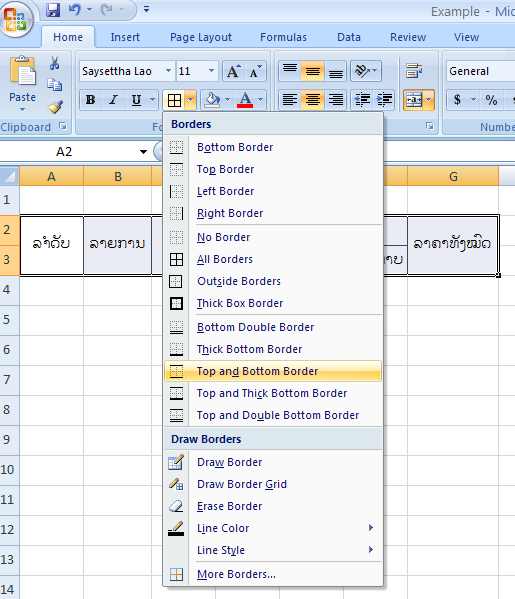 Example - Mic
Home Insert Page Layout Formulas Data Review View
Saysettha Lao 11 A A General
Paste B I U A a $ %
Clipboard Fo Numbe
A2
Borders
Bottom Border
Top Border
Left Border
Right Border
No Border
All Borders
Outside Borders
Thick Box Border
Bottom Double Border
Thick Bottom Border
Top and Bottom Border
Top and Thick Bottom Border
Top and Double Bottom Border
Draw Borders
Draw Border
Draw Border Grid
Erase Border
Line Color
Line Style
More Borders...
A B G
1
2
3
4
5
6
7
8
9
10
11
12
13
14
ລຳດັບ ລາຍການ ລາຄາທັງໝົດ